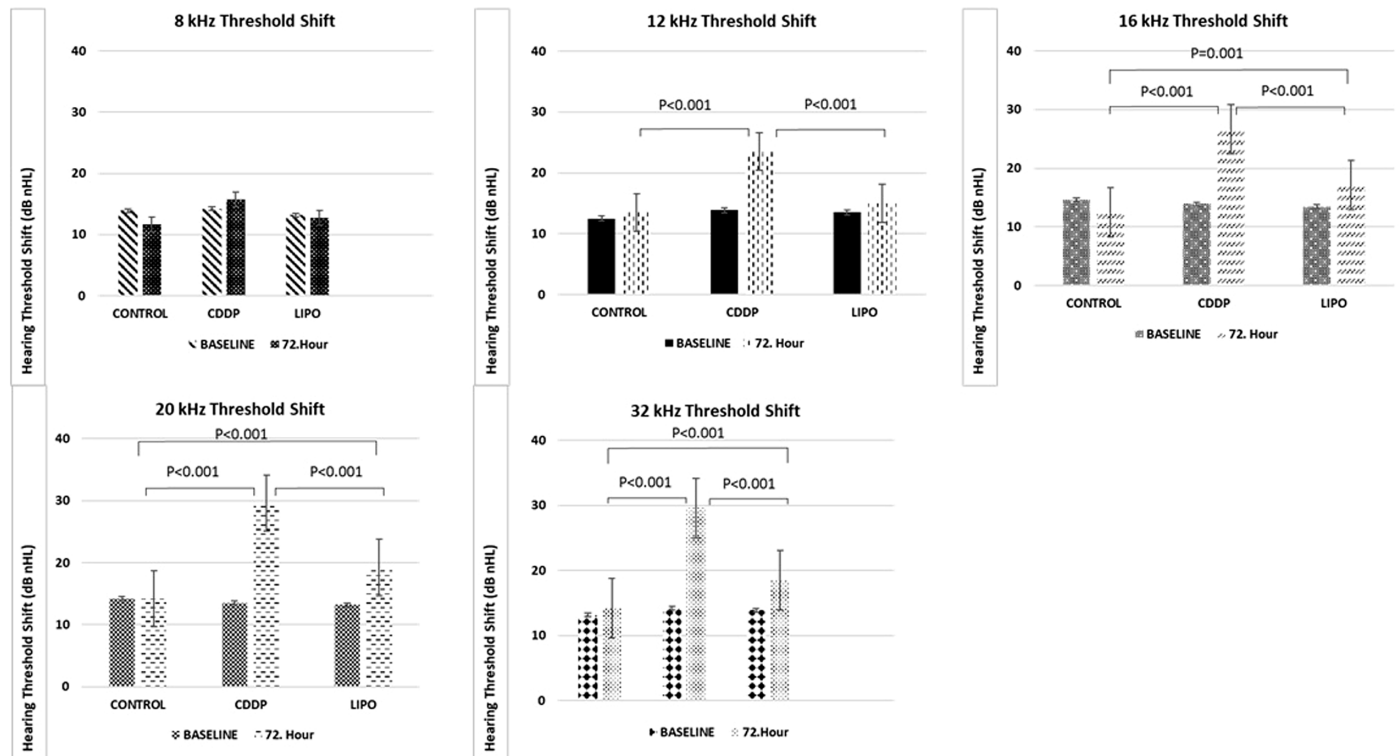 8 kHz Threshold Shift
Hearing Threshold Shift (dB nHL)
40
30
20
10
0
CONTROL CDDP LIPO
BASELINE 72.Hour
12 kHz Threshold Shift
Hearing Threshold Shift (dB nHL)
40
30
20
10
0
P<0.001 P<0.001
CONTROL CDDP LIPO
BASELINE 72. Hour
16 kHz Threshold Shift
Hearing Threshold Shift (dB nHL)
40
30
20
10
0
P=0.001
P<0.001 P<0.001
CONTROL CDDP LIPO
BASELINE 72. Hour
20 kHz Threshold Shift
Hearing Threshold Shift (dB nHL)
40
30
20
10
0
P<0.001
P<0.001 P<0.001
CONTROL CDDP LIPO
BASELINE 72. Hour
32 kHz Threshold Shift
Hearing Threshold Shift (dB nHL)
40
30
20
10
0
P<0.001
P<0.001 P<0.001
CONTROL CDDP LIPO
BASELINE 72.Hour